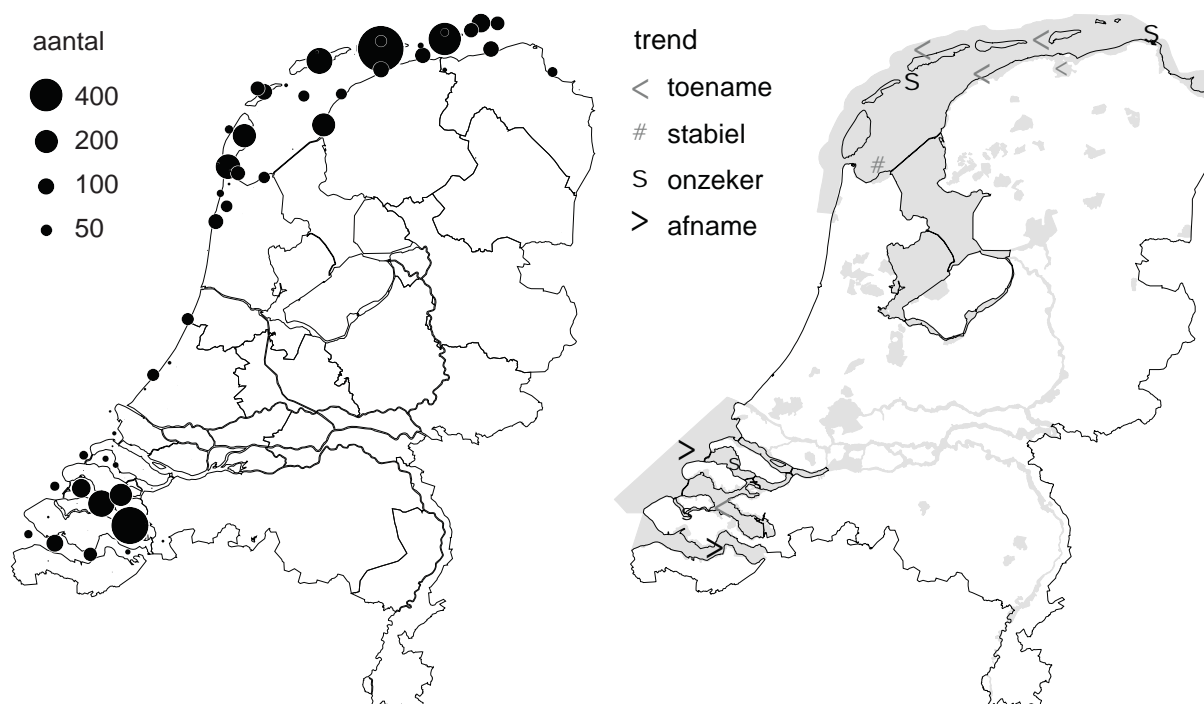 aantal
400
200
100
50
trend
< toename
# stabiel
S onzeker
> afname
<
<
S
S
<
<
#
>
S
<
<
>